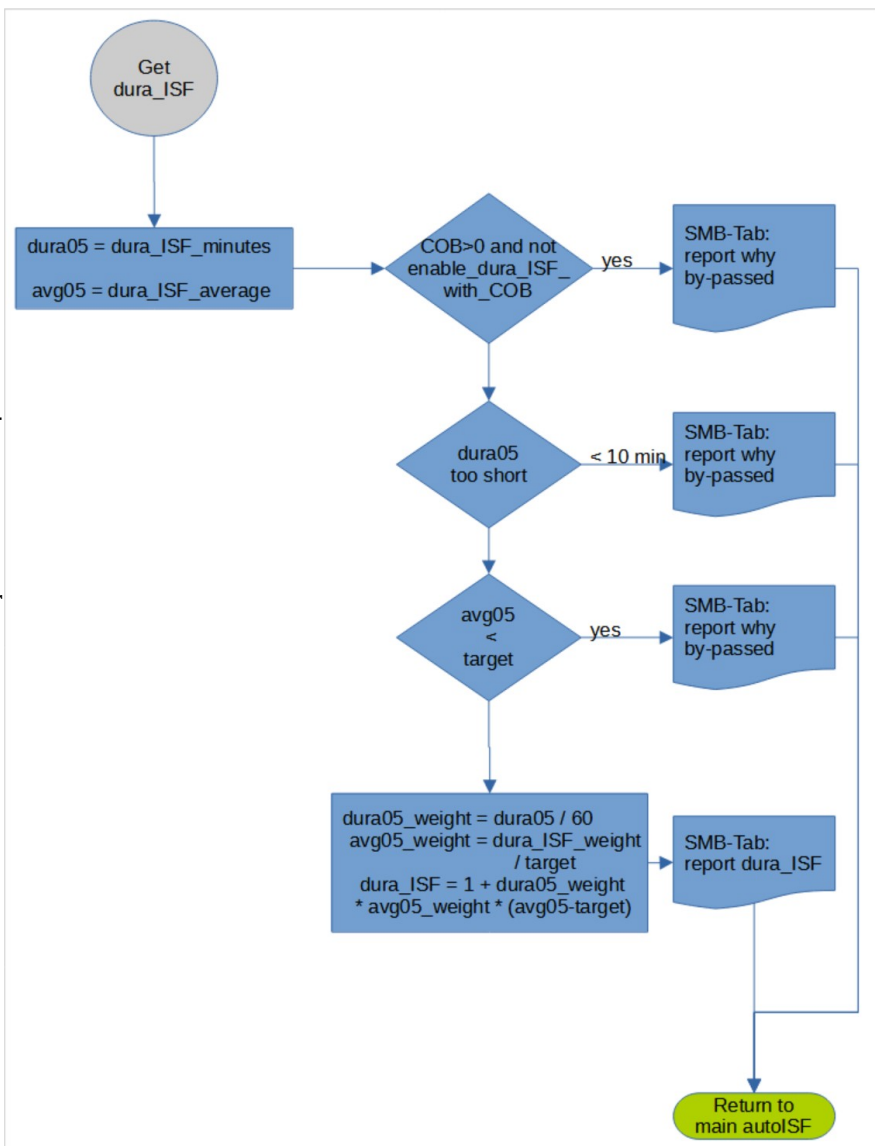 Get
dura_ISF
dura05 = dura_ISF_minutes
avg05 = dura_ISF_average
COB>0 and not
enable_dura_ISF_
with_COB
yes
SMB-Tab:
report why
by-passed
dura05
too short
< 10 min
SMB-Tab:
report why
by-passed
avg05
<
target
yes
SMB-Tab:
report why
by-passed
dura05_weight = dura05 / 60
avg05_weight = dura_ISF_weight
/ target
dura_ISF = 1 + dura05_weight
* avg05_weight * (avg05-target)
SMB-Tab:
report dura_ISF
Return to
main autoISF